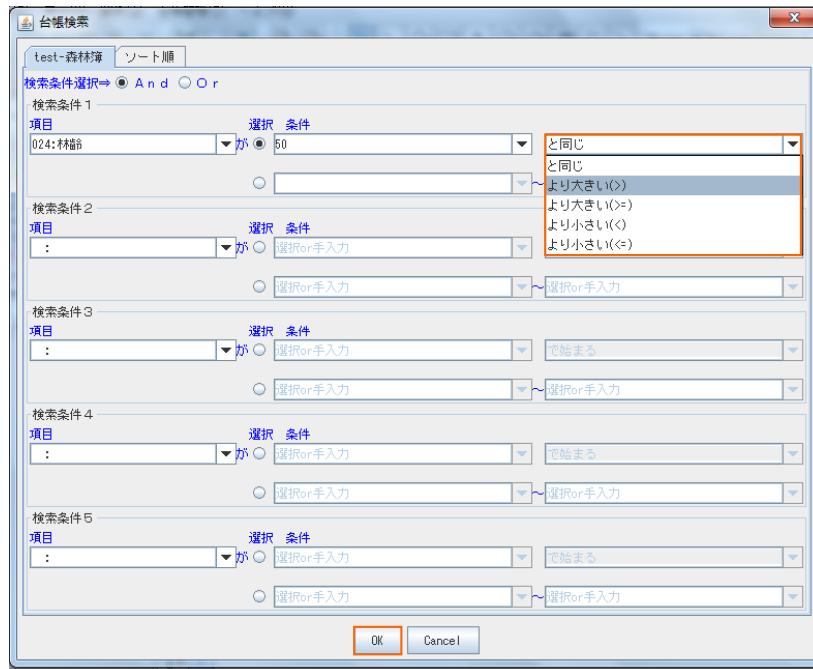 台帳検索
test-森林簿 ソート順
検索条件選択⇒ And Or
検索条件１
項目 選択 条件
024:林齢 が 50 と同じ
と同じ
より大きい(>)
より大きい(>=)
より小さい(<)
より小さい(<=)
～
検索条件２
項目 選択 条件
: が 選択or手入力
選択or手入力 ～ 選択or手入力
検索条件３
項目 選択 条件
: が 選択or手入力 で始まる
選択or手入力 ～ 選択or手入力
検索条件４
項目 選択 条件
: が 選択or手入力 で始まる
選択or手入力 ～ 選択or手入力
検索条件５
項目 選択 条件
: が 選択or手入力 で始まる
選択or手入力 ～ 選択or手入力
OK Cancel